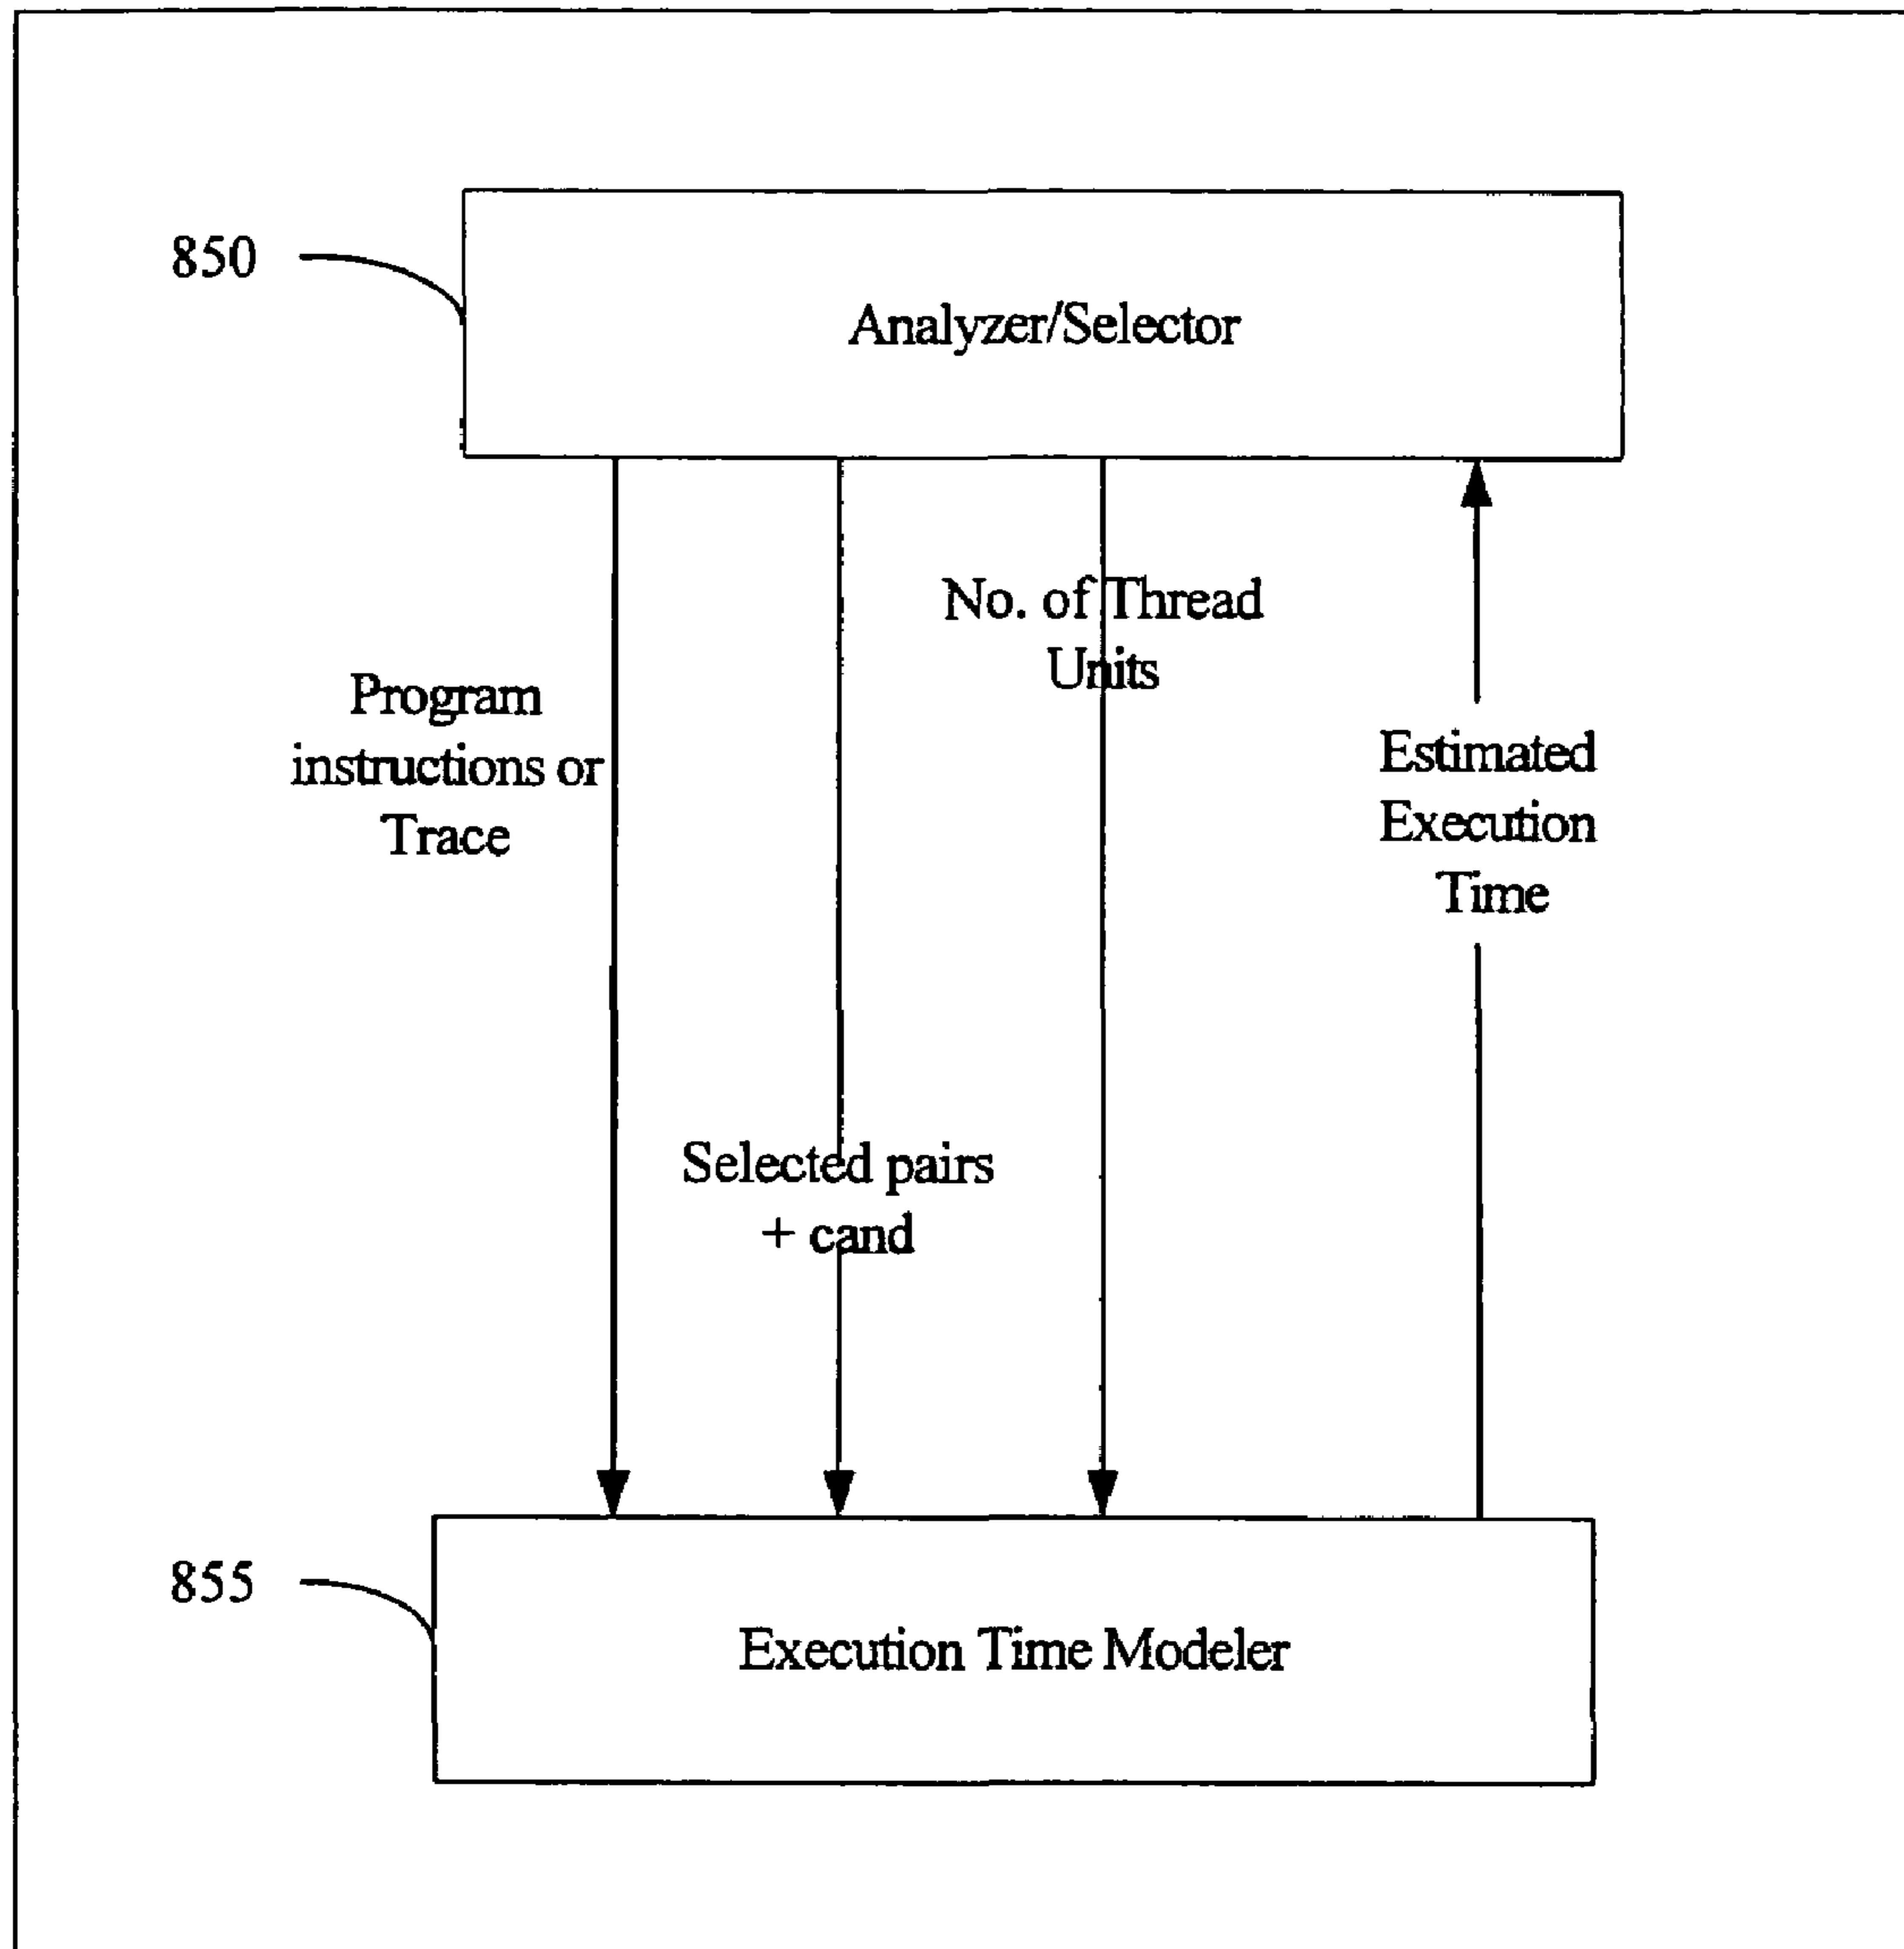 850
Analyzer/Selector
No. of Thread
Units
Program
instructions or
Trace
Estimated
Execution
Time
Selected pairs
+ cand
855
Execution Time Modeler